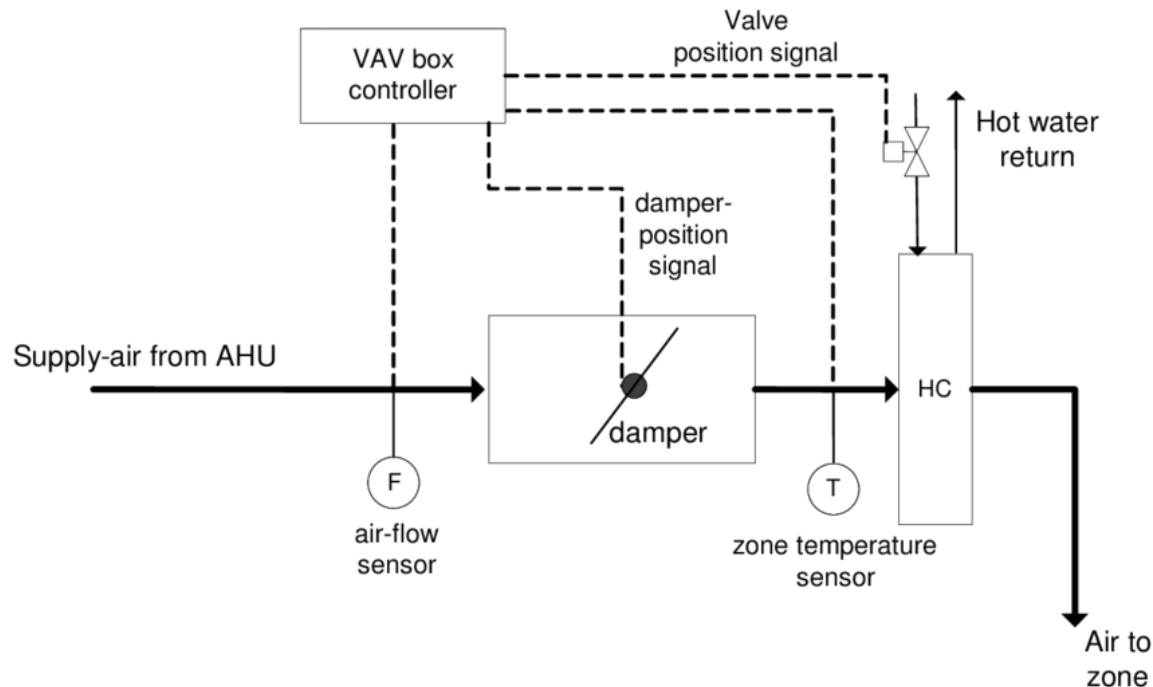 Valve
position signal
VAV box
controller
Hot water
return
damper-
position
signal
Supply-air from AHU
damper
HC
F
T
air-flow
sensor
zone temperature
sensor
Air to
zone